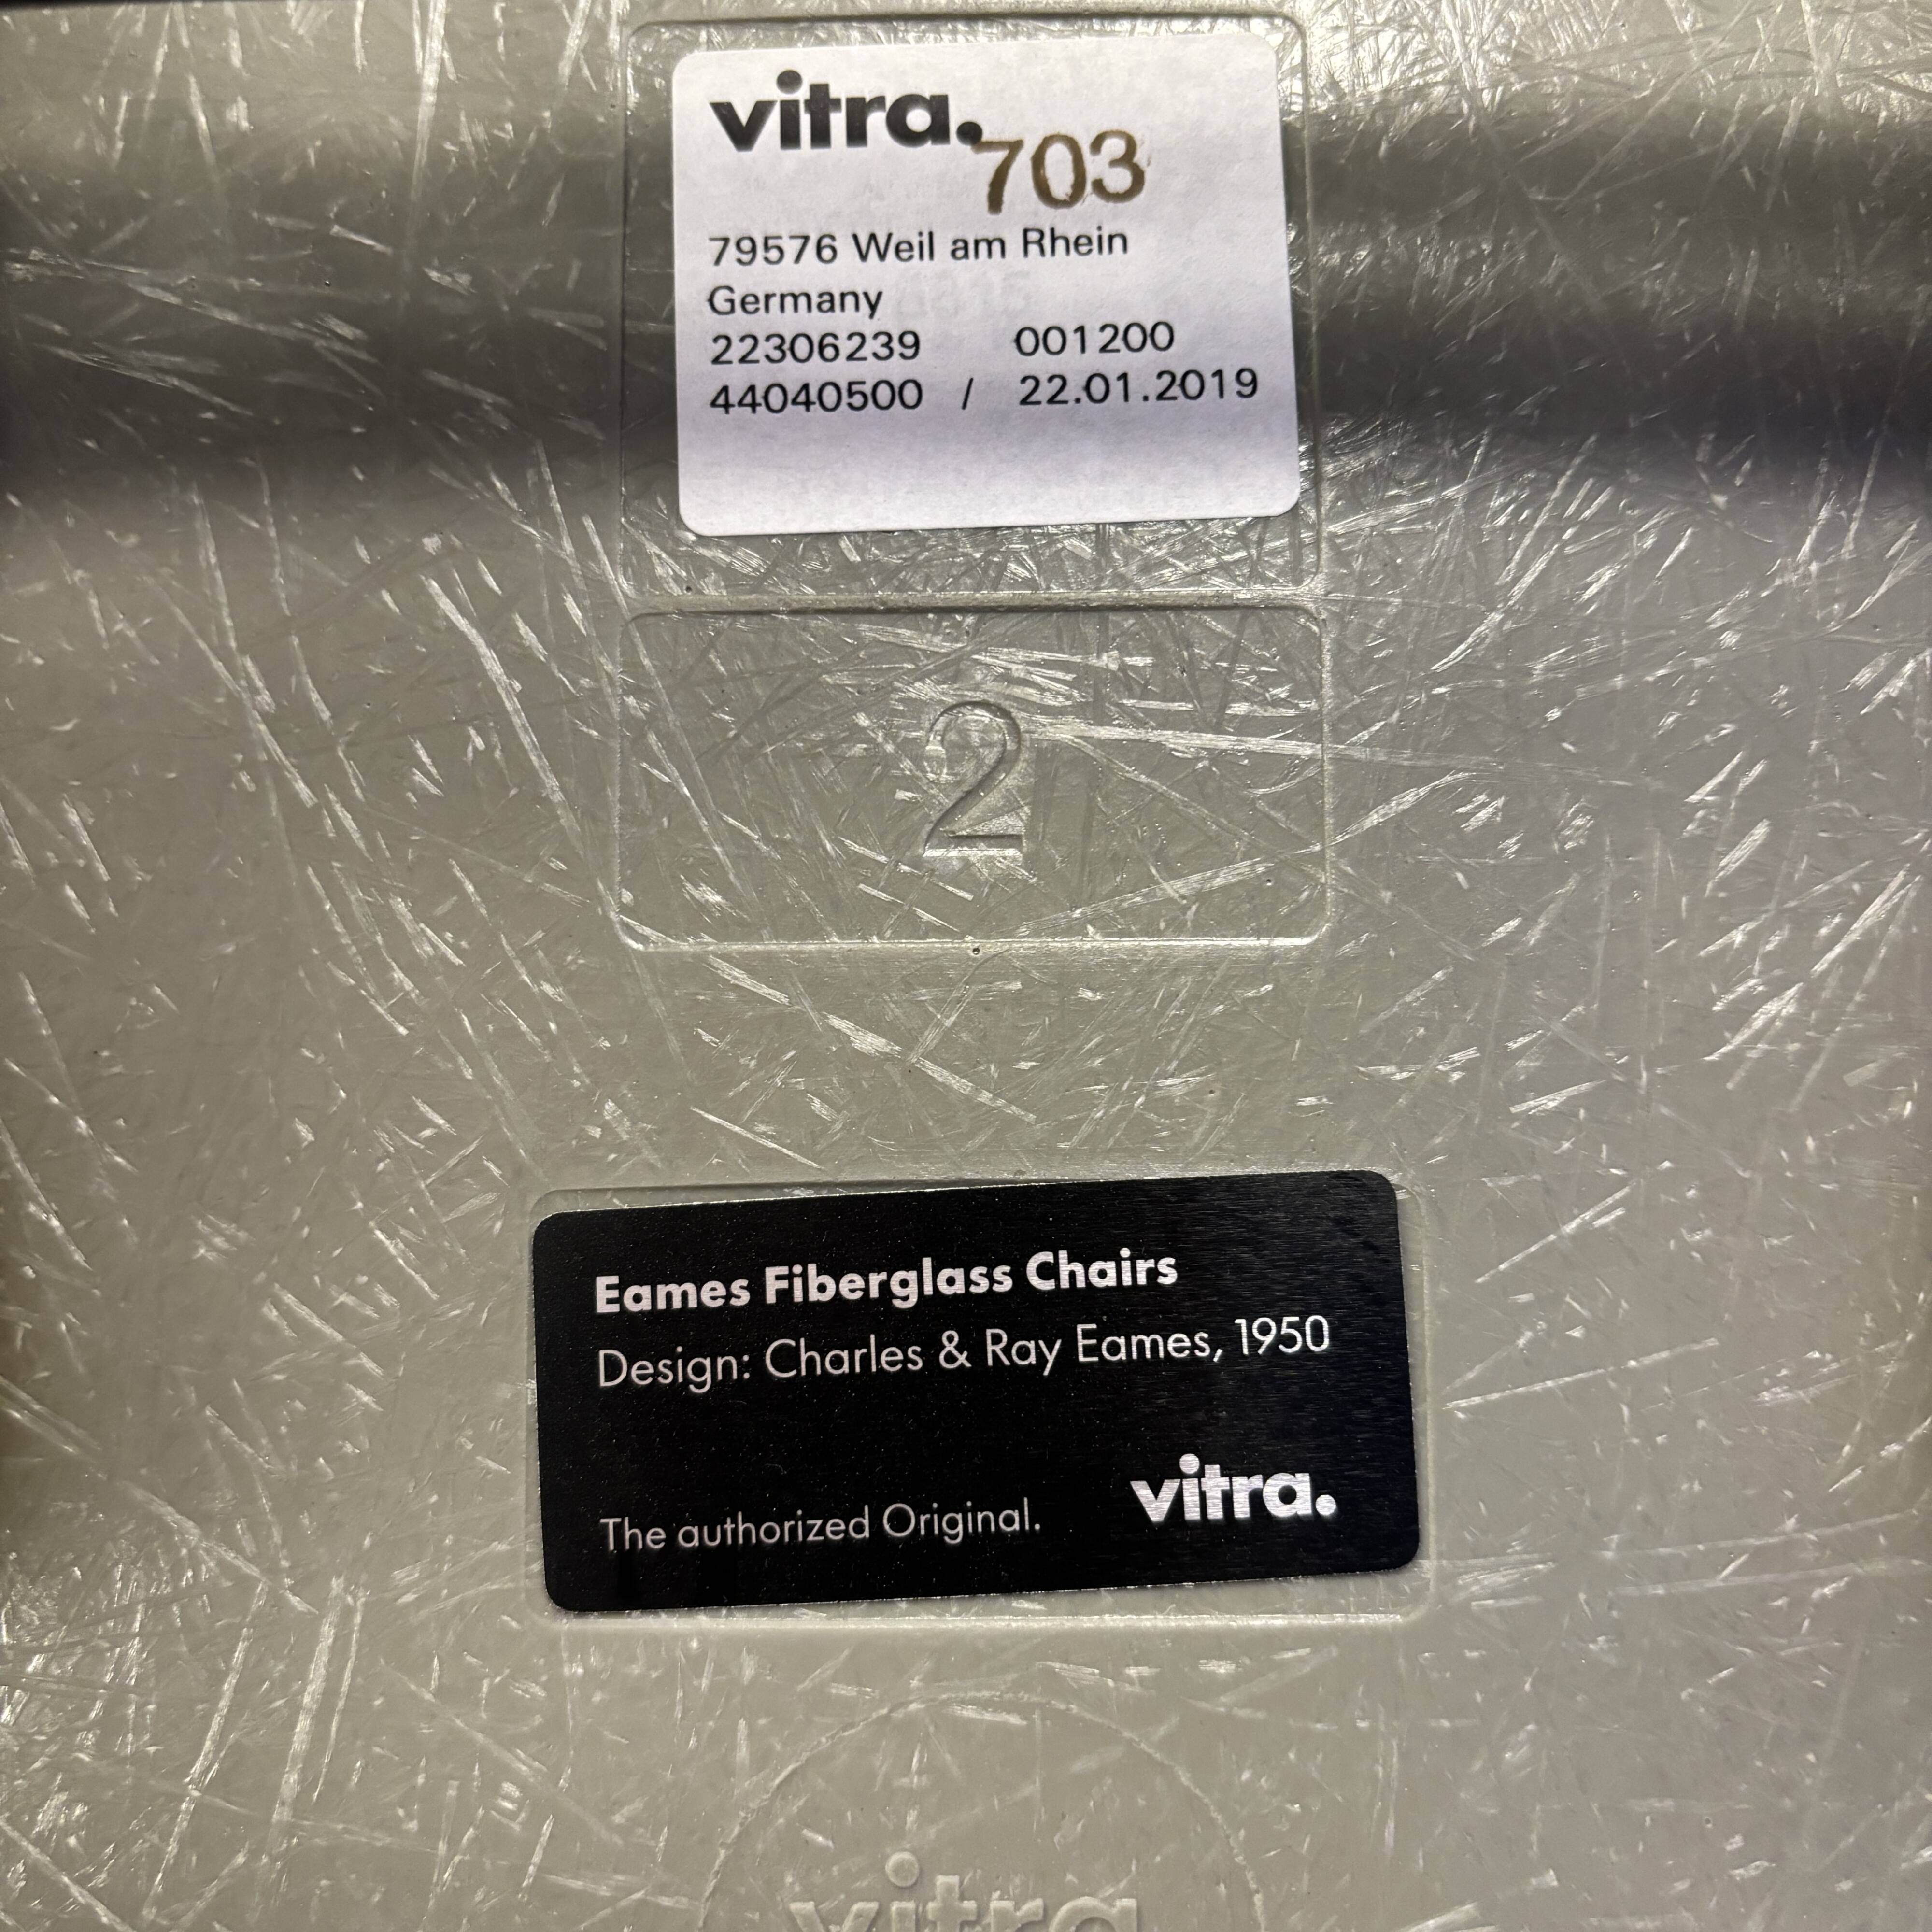 vitra.
703
79576 Weil am Rhein
Germany
22306239 001200
44040500 / 22.01.2019
2
Eames Fiberglass Chairs
Design: Charles & Ray Eames, 1950
The authorized Original. vitra.
vitra